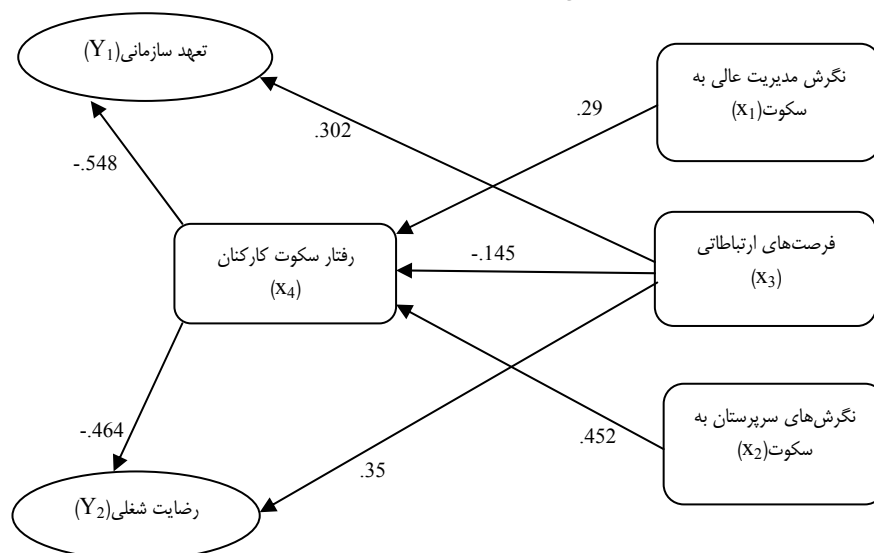 تعهد سازمانی(Y1)
نگرش مدیریت عالی به
سکوت(x1)
.29
.302
-.548
رفتار سکوت کارکنان
(x4)
-.145
فرصت‌های ارتباطاتی
(x3)
-.464
.35
.452
نگرش‌های سرپرستان به
سکوت(x2)
رضایت شغلی(Y2)